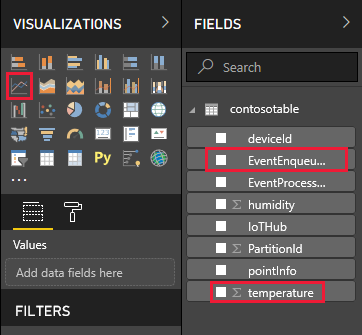 VISUALIZATIONS
Py
...
Values
Add data fields here
FILTERS
FIELDS
Search
contosotable
deviceId
EventEnqueu...
EventProcess...
Σ humidity
IoTHub
Σ PartitionId
pointInfo
Σ temperature